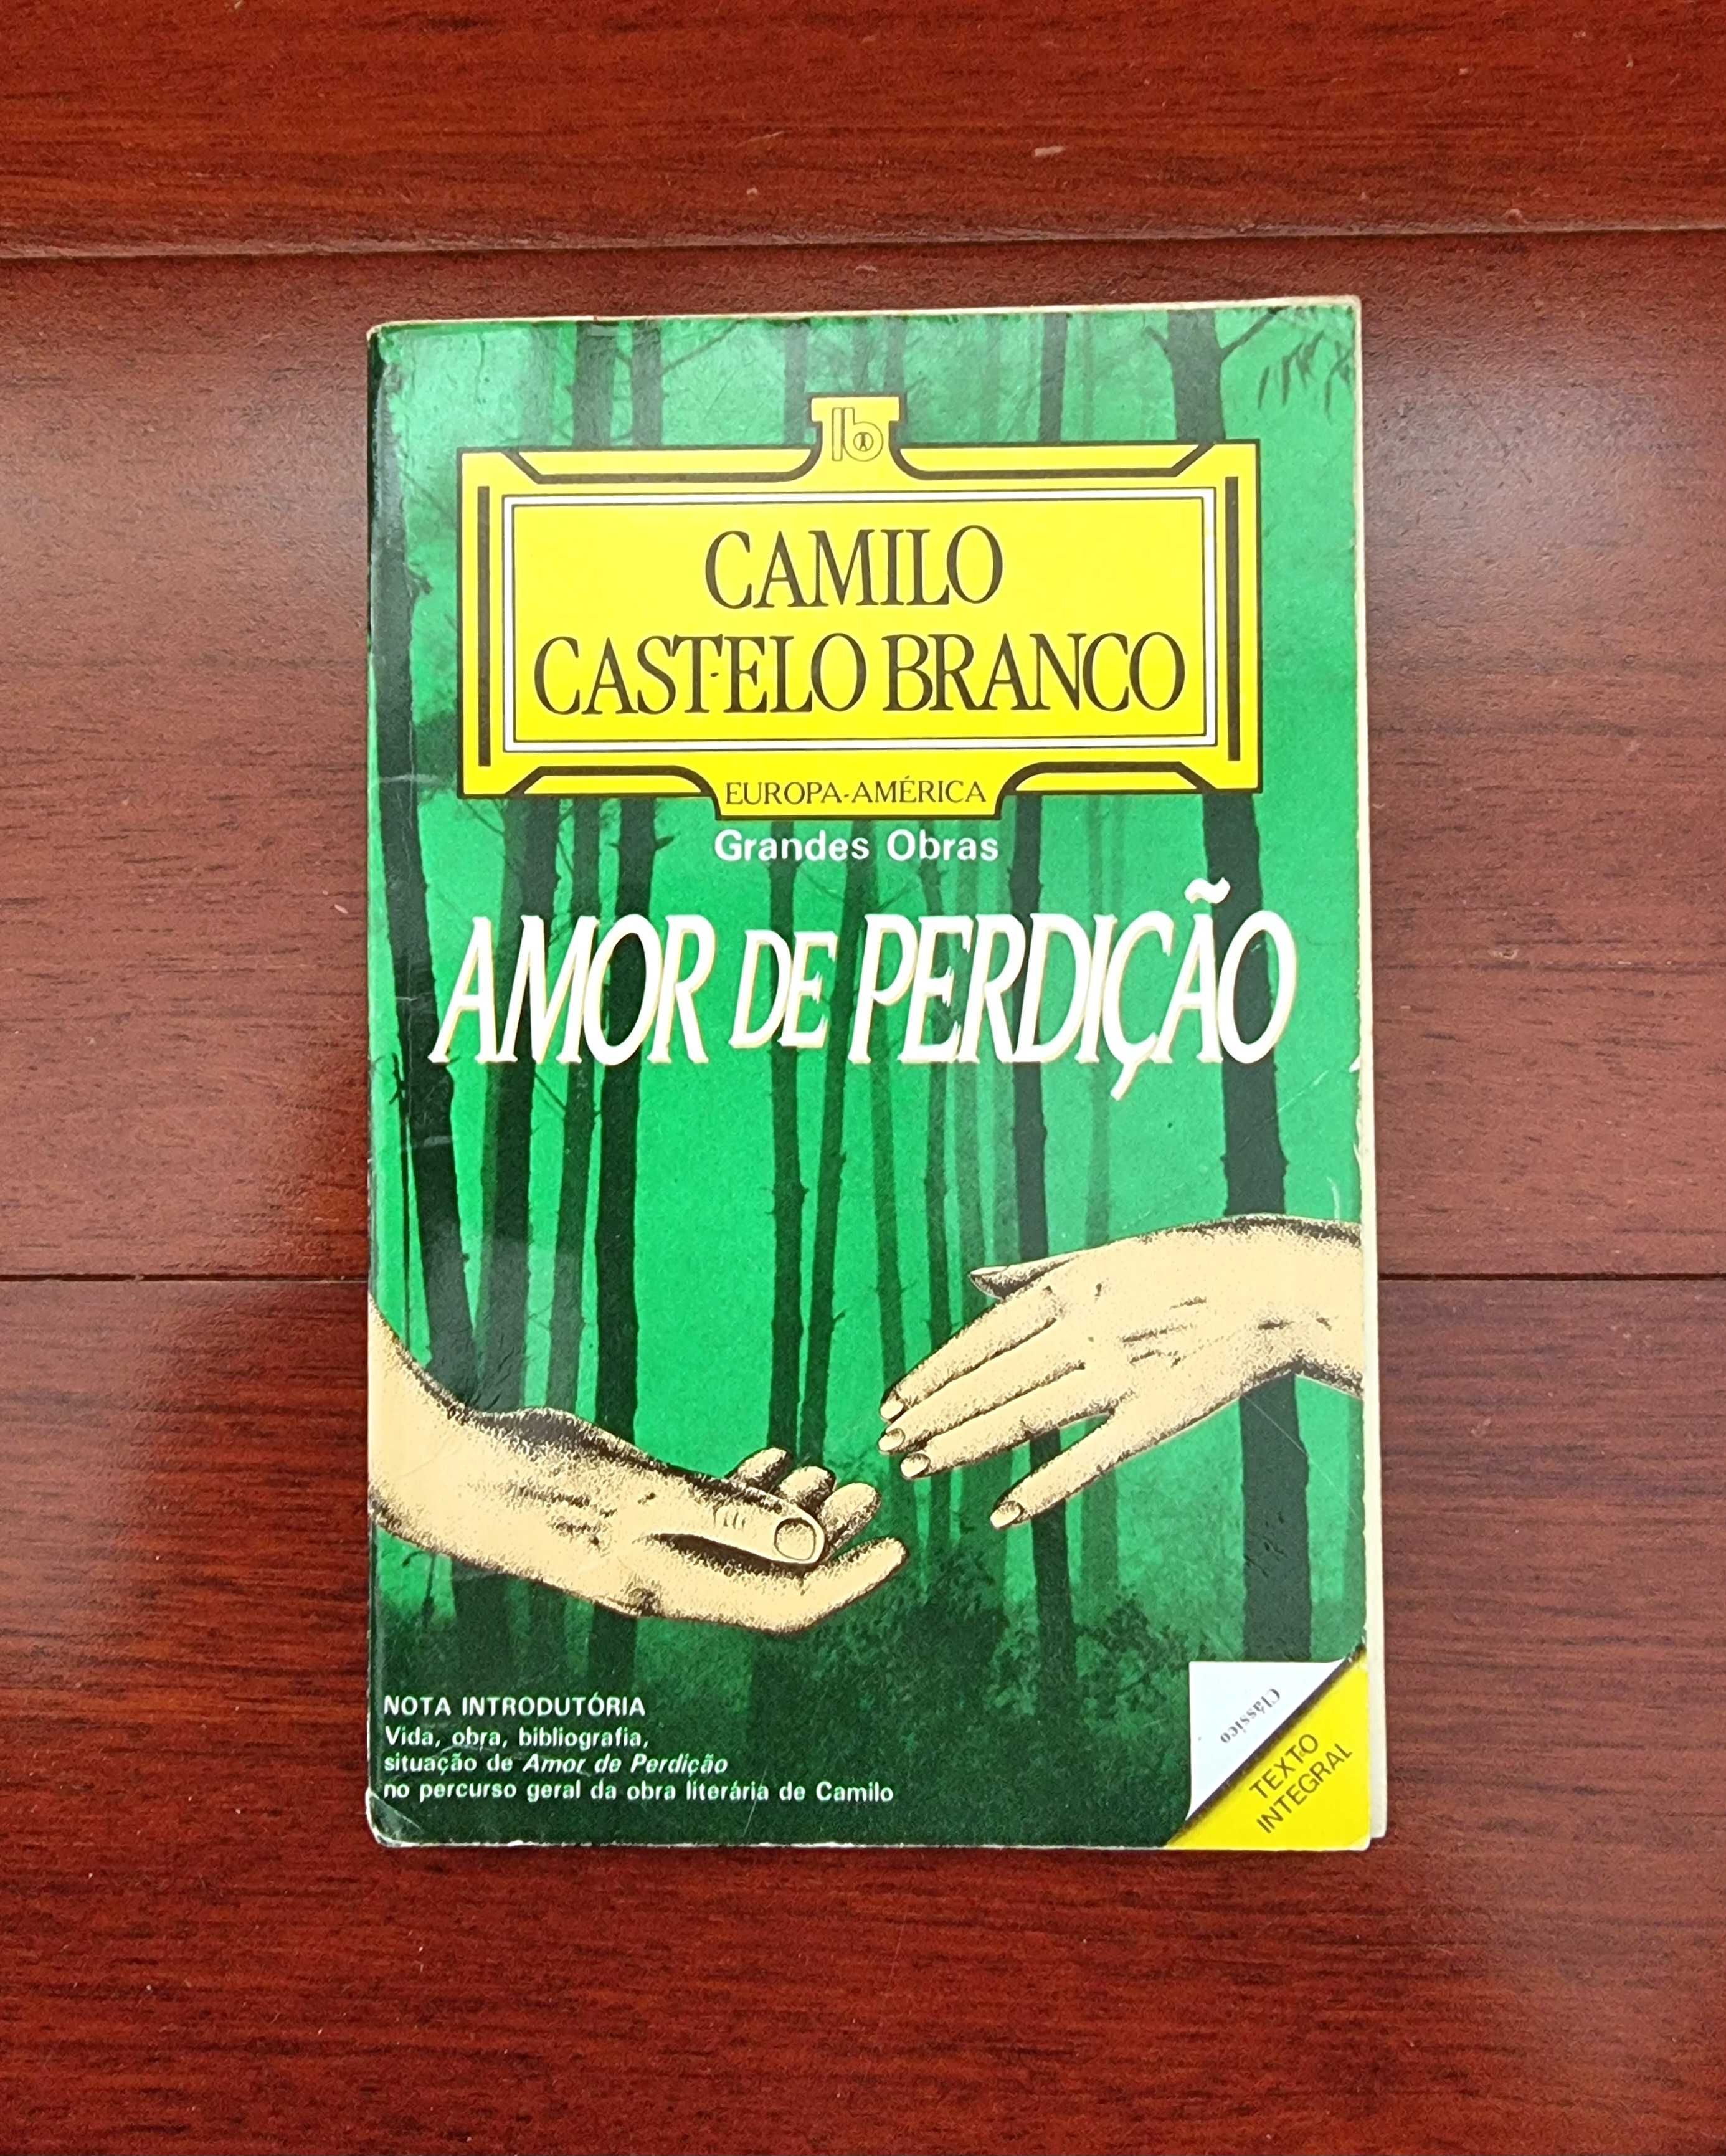 lb
CAMILO
CASTELO BRANCO
EUROPA-AMÉRICA
Grandes Obras
AMOR DE PERDIÇÃO
NOTA INTRODUTÓRIA
Vida, obra, bibliografia,
situação de Amor de Perdição
no percurso geral da obra literária de Camilo
Clássico
TEXTO
INTEGRAL